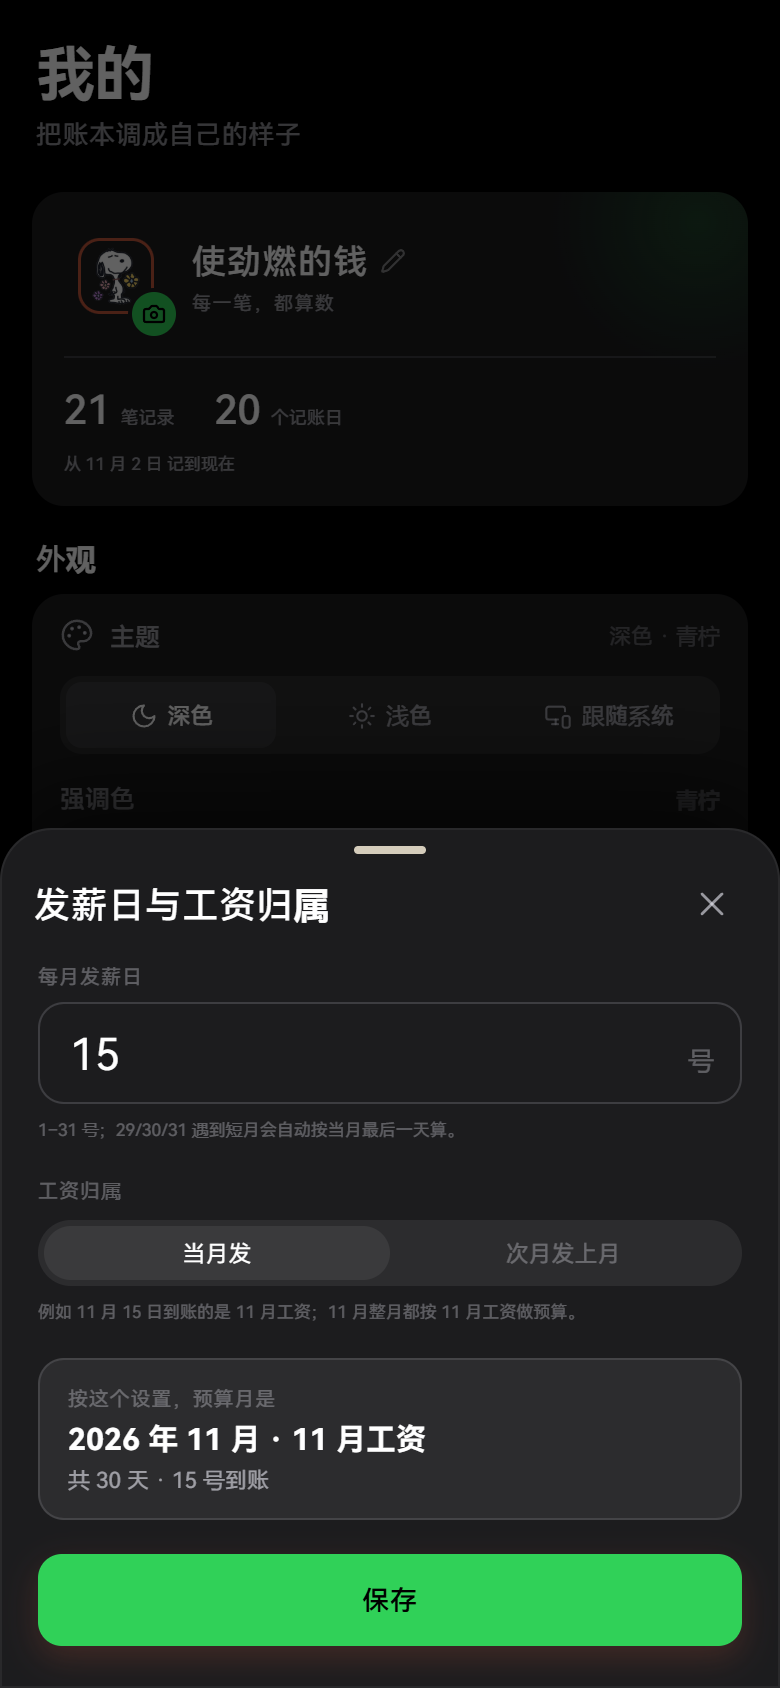 我的
把账本调成自己的样子
使劲燃的钱
每一笔，都算数
21 笔记录 20 个记账日
从 11 月 2 日 记到现在
外观
主题 深色 · 青柠
深色 浅色 跟随系统
强调色 青柠
发薪日与工资归属
每月发薪日
15 号
1–31 号；29/30/31 遇到短月会自动按当月最后一天算。
工资归属
当月发 次月发上月
例如 11 月 15 日到账的是 11 月工资；11 月整月都按 11 月工资做预算。
按这个设置，预算月是
2026 年 11 月 · 11 月工资
共 30 天 · 15 号到账
保存